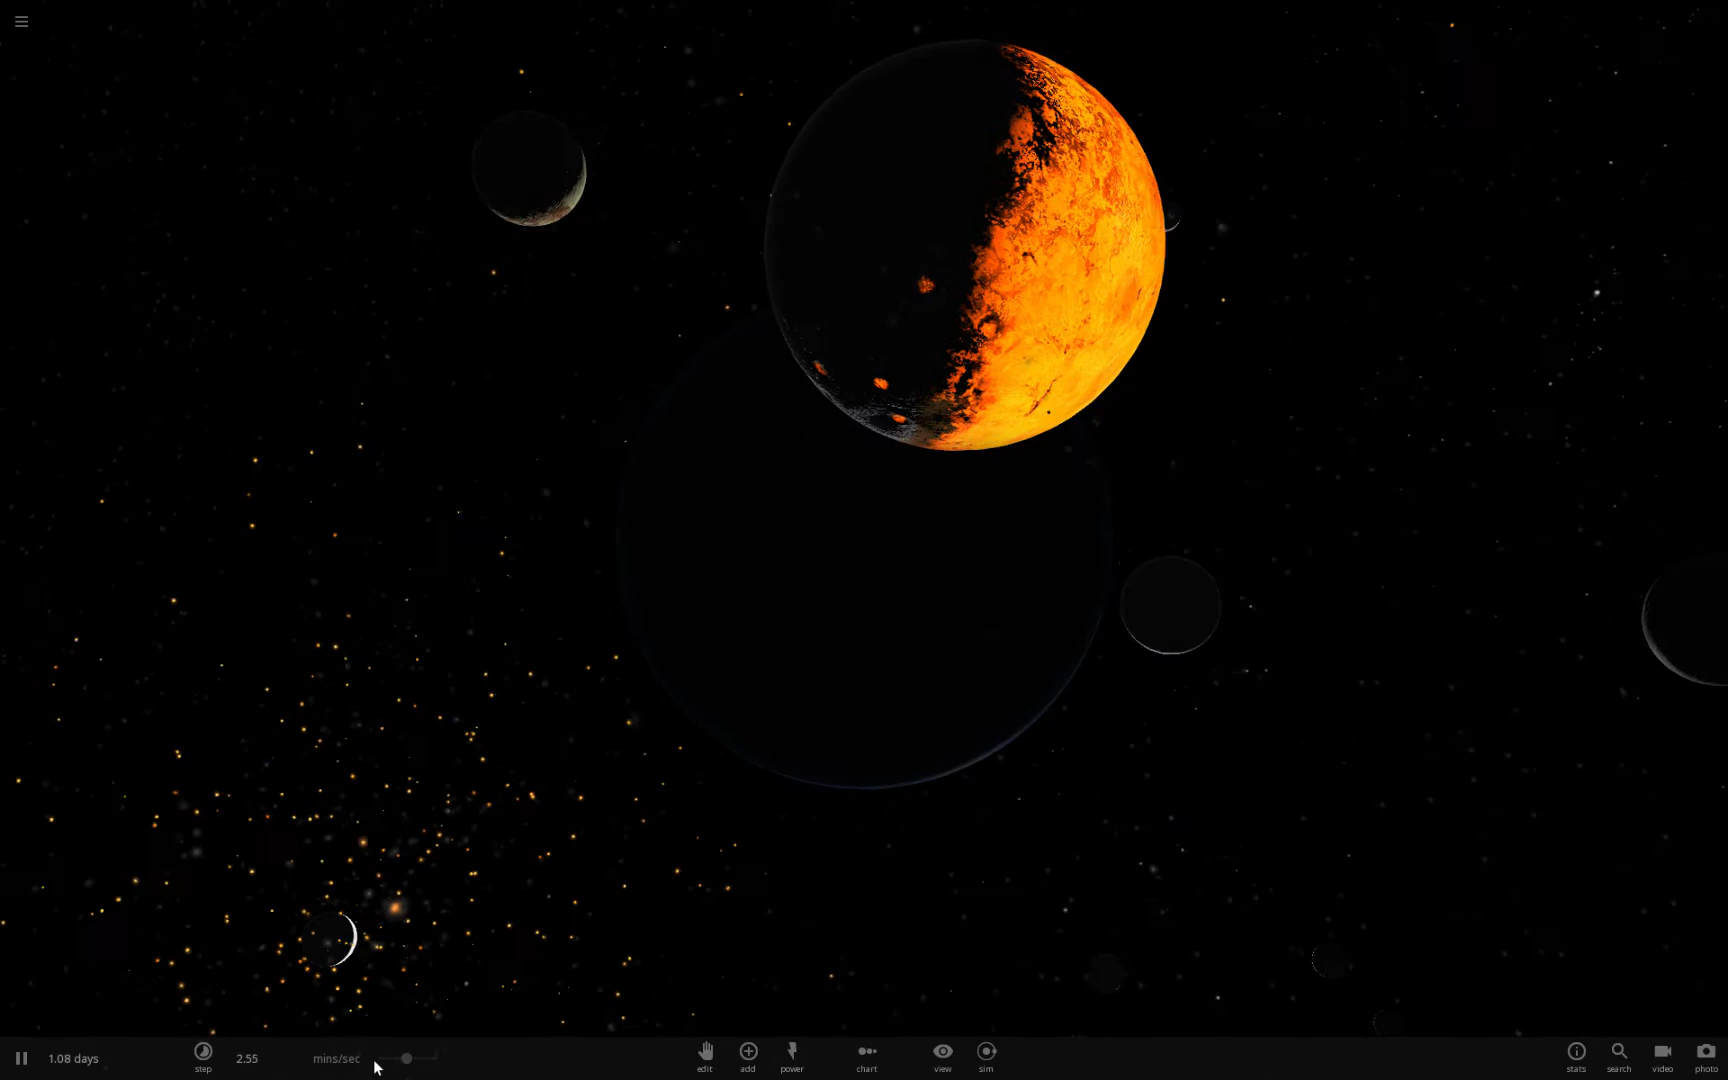 1.08 days
step
2.55
mins/sec
edit
add
power
chart
view
sim
stats
search
video
photo